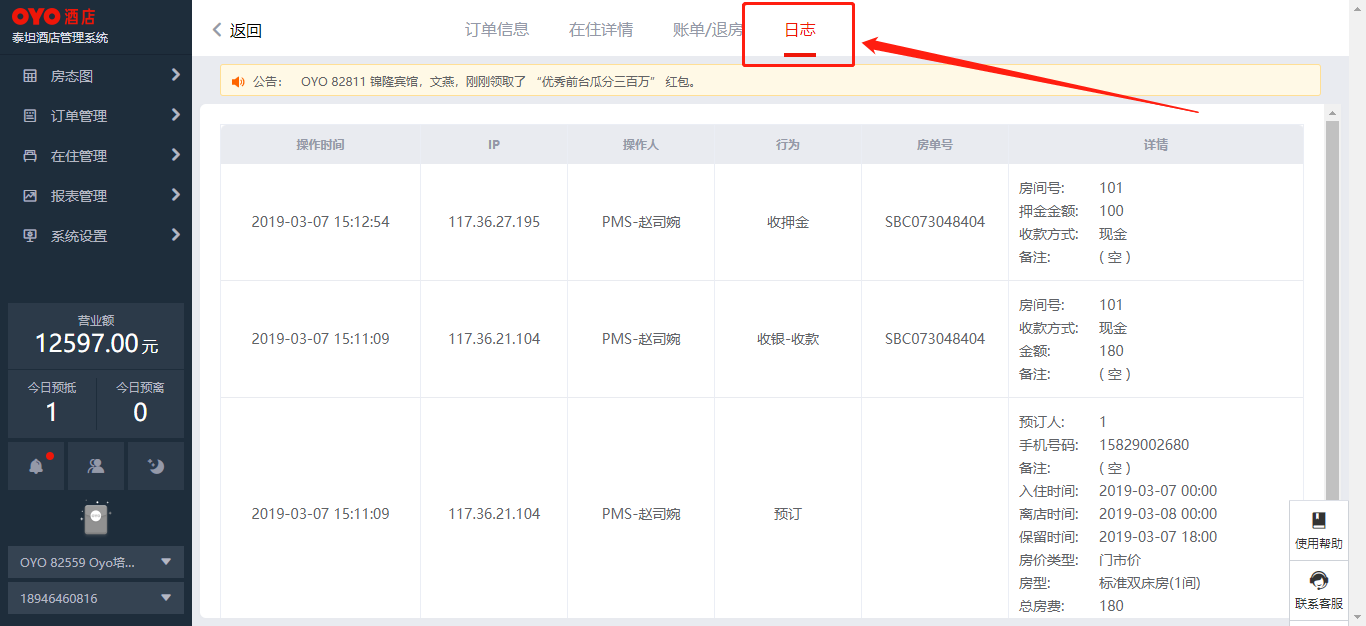 OYO 酒店
泰坦酒店管理系统
房态图
订单管理
在住管理
报表管理
系统设置
营业额
12597.00 元
今日预抵 今日预离
1 0
OYO 82559 Oyo培...
18946460816
返回
订单信息 在住详情 账单/退房 日志
公告： OYO 82811 锦隆宾馆，文燕，刚刚领取了 “优秀前台瓜分三百万” 红包。
操作时间 IP 操作人 行为 房单号 详情
2019-03-07 15:12:54 117.36.27.195 PMS-赵司婉 收押金 SBC073048404
房间号: 101
押金金额: 100
收款方式: 现金
备注: ( 空 )
2019-03-07 15:11:09 117.36.21.104 PMS-赵司婉 收银-收款 SBC073048404
房间号: 101
收款方式: 现金
金额: 180
备注: ( 空 )
2019-03-07 15:11:09 117.36.21.104 PMS-赵司婉 预订
预订人: 1
手机号码: 15829002680
备注: ( 空 )
入住时间: 2019-03-07 00:00
离店时间: 2019-03-08 00:00
保留时间: 2019-03-07 18:00
房价类型: 门市价
房型: 标准双床房(1间)
总房费: 180
使用帮助
联系客服